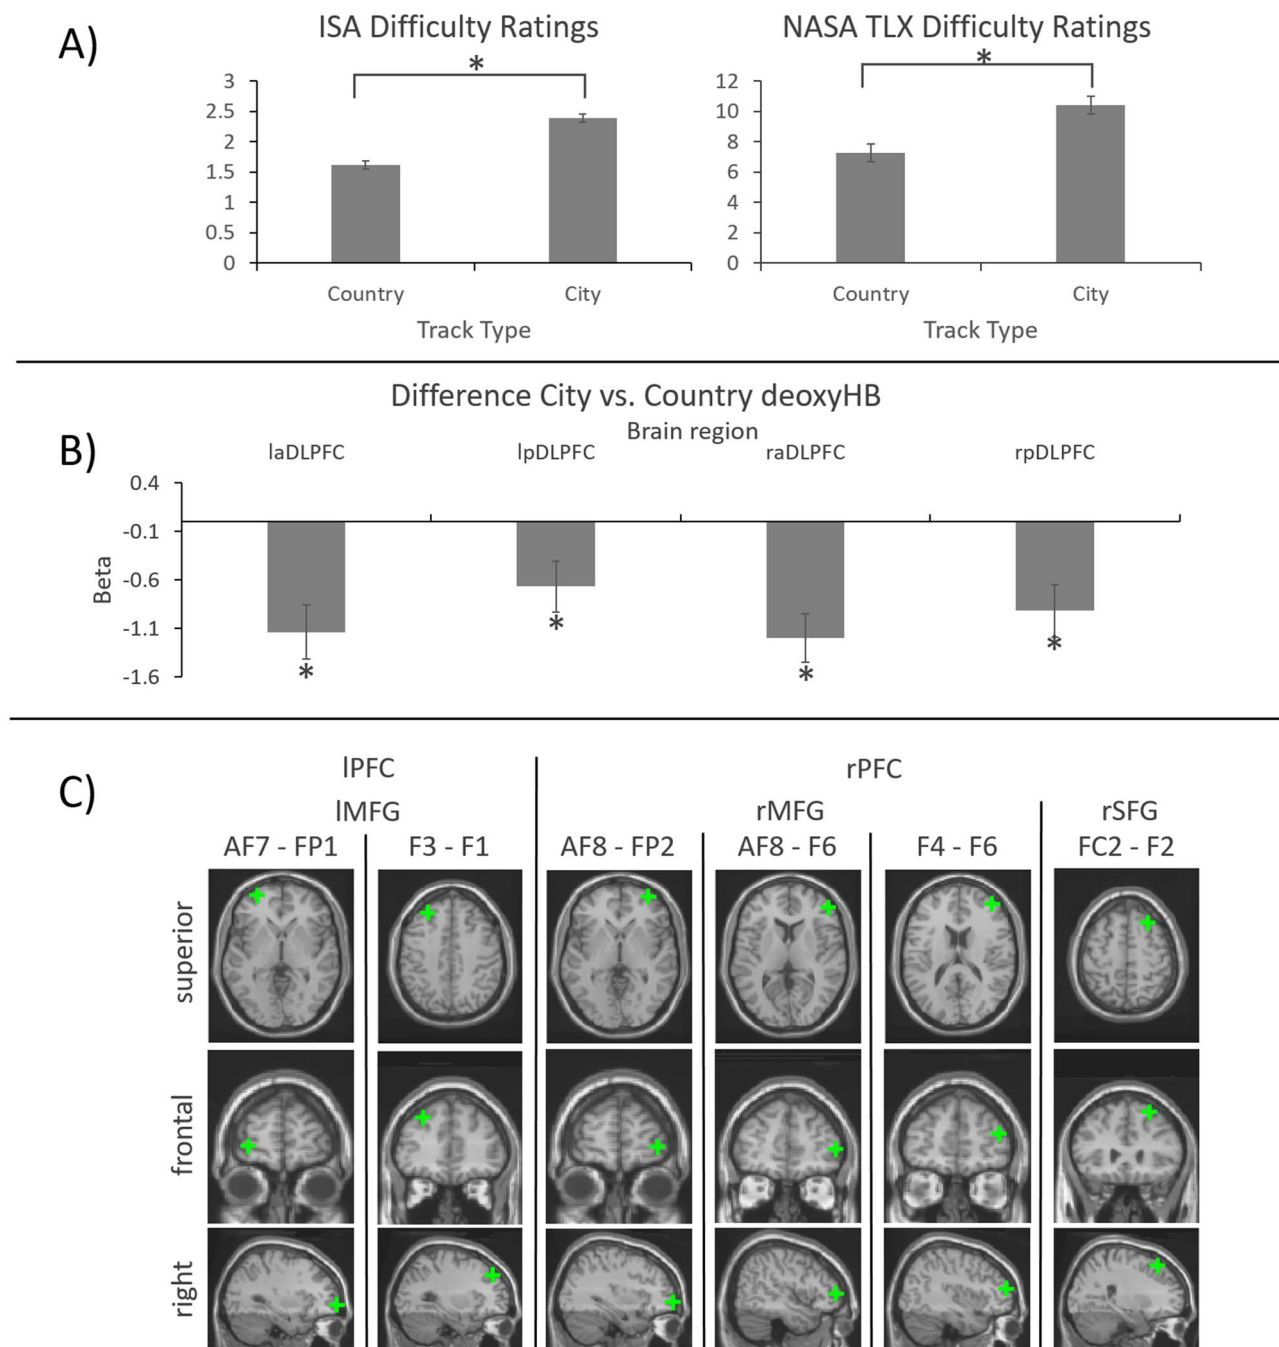 A)
ISA Difficulty Ratings
*
3
2.5
2
1.5
1
0.5
0
Country
City
Track Type
NASA TLX Difficulty Ratings
*
12
10
8
6
4
2
0
Country
City
Track Type
B)
Difference City vs. Country deoxyHB
Brain region
laDLPFC
lpDLPFC
raDLPFC
rpDLPFC
Beta
0.4
-0.1
-0.6
-1.1
-1.6
*
*
*
*
C)
lPFC
rPFC
lMFG
rMFG
rSFG
AF7 - FP1
F3 - F1
AF8 - FP2
AF8 - F6
F4 - F6
FC2 - F2
superior
frontal
right